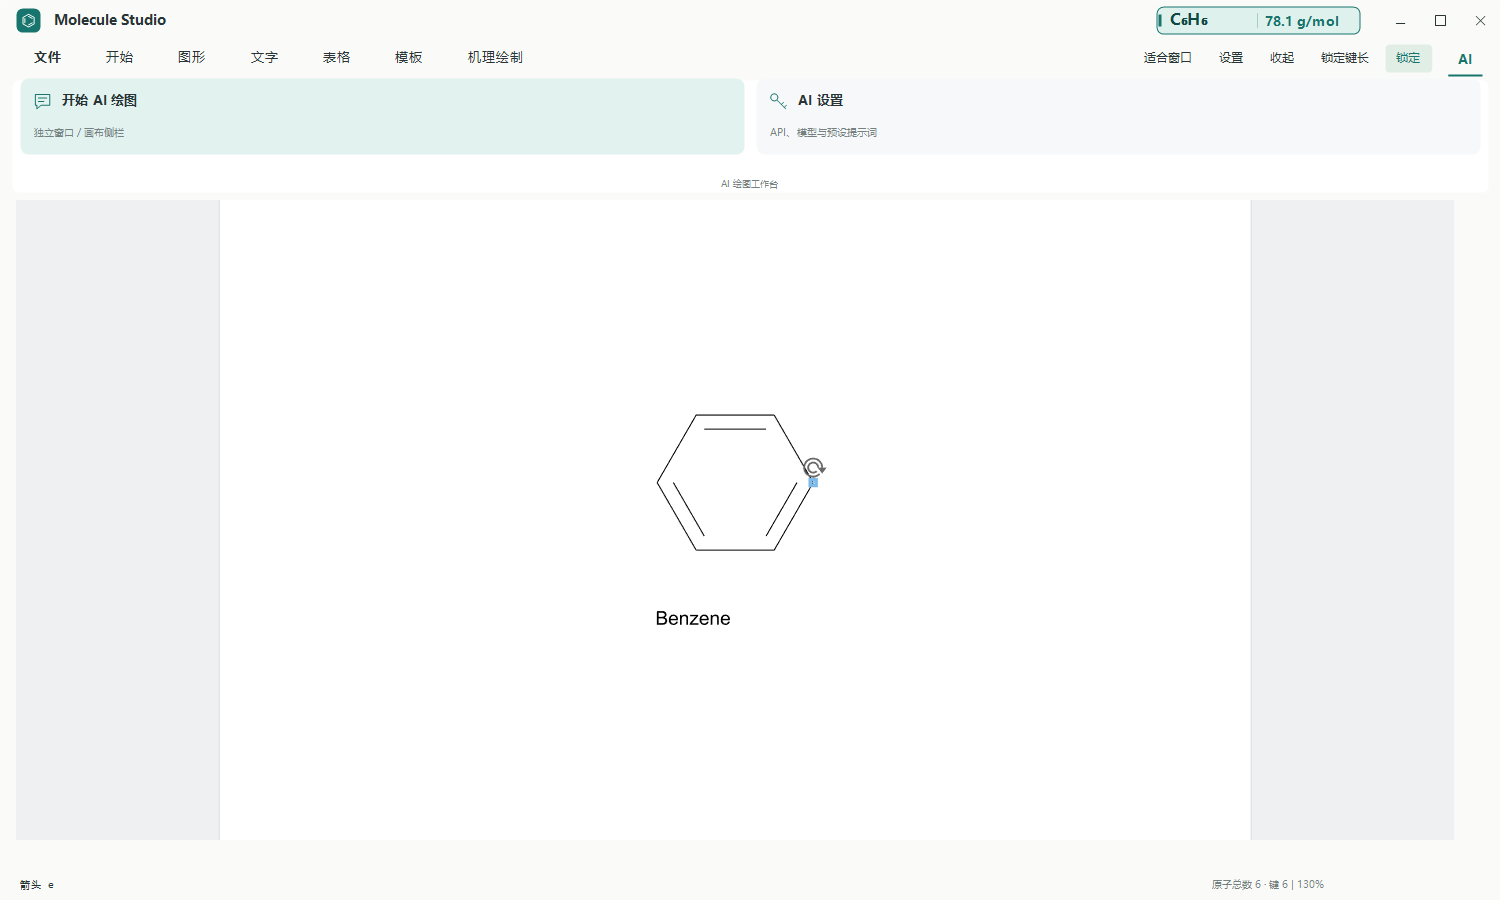 Molecule Studio
C₆H₆ 78.1 g/mol
文件 开始 图形 文字 表格 模板 机理绘制 适合窗口 设置 收起 锁定键长 锁定 AI
开始 AI 绘图
独立窗口 / 画布侧栏
AI 设置
API、模型与预设提示词
AI 绘图工作台
Benzene
箭头 e
原子总数 6 · 键 6 | 130%